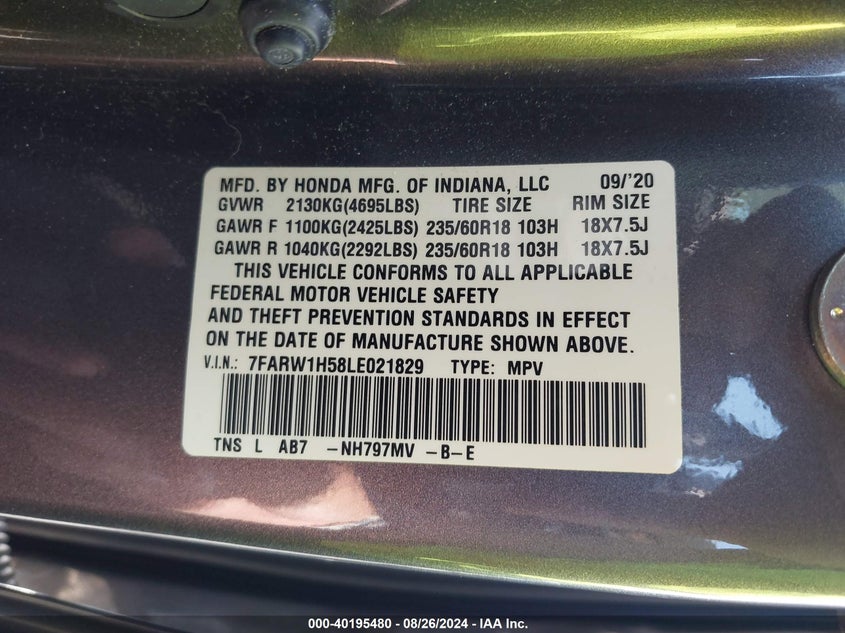 MFD. BY HONDA MFG. OF INDIANA, LLC 09/'20
GVWR 2130KG(4695LBS) TIRE SIZE RIM SIZE
GAWR F 1100KG(2425LBS) 235/60R18 103H 18X7.5J
GAWR R 1040KG(2292LBS) 235/60R18 103H 18X7.5J
THIS VEHICLE CONFORMS TO ALL APPLICABLE
FEDERAL MOTOR VEHICLE SAFETY
AND THEFT PREVENTION STANDARDS IN EFFECT
ON THE DATE OF MANUFACTURE SHOWN ABOVE.
V.I.N.: 7FARW1H58LE021829 TYPE: MPV
TNS L AB7 -NH797MV -B-E
000-40195480 - 08/26/2024 - IAA Inc.